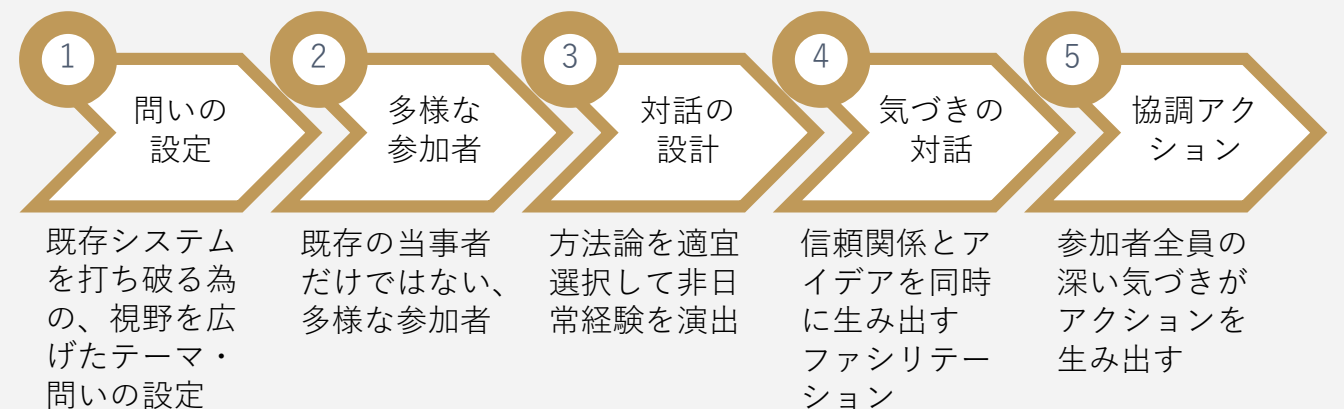 1
問いの
設定
2
多様な
参加者
3
対話の
設計
4
気づきの
対話
5
協調アク
ション
既存システム
を打ち破る為
の、視野を広
げたテーマ・
問いの設定
既存の当事者
だけではない、
多様な参加者
方法論を適宜
選択して非日
常経験を演出
信頼関係とア
イデアを同時
に生み出す
ファシリテー
ション
参加者全員の
深い気づきが
アクションを
生み出す